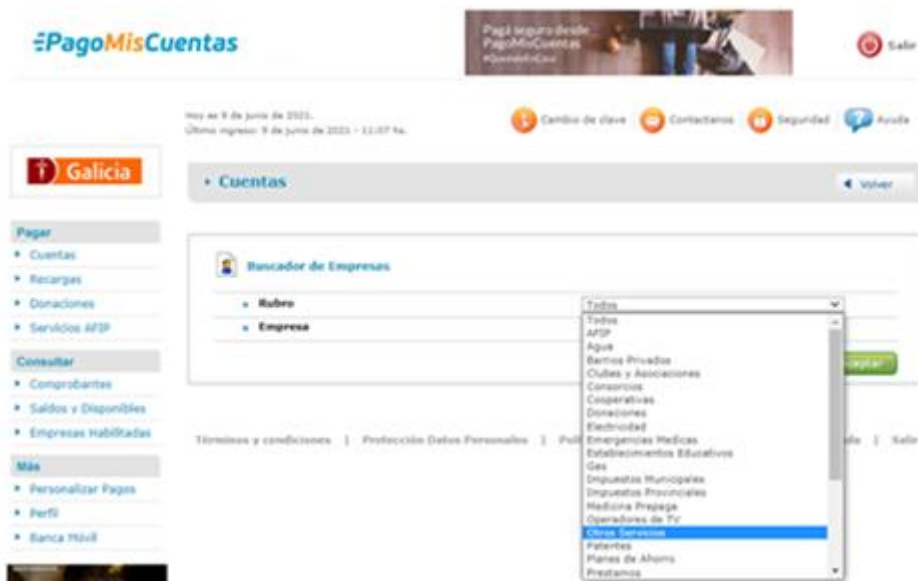 PagoMisCuentas
Pagá seguro desde
PagoMisCuentas
#QuedateEnCasa
Salir
Hoy es 9 de junio de 2021.
Último ingreso: 9 de junio de 2021 - 11:07 hs.
Cambio de clave
Contactenos
Seguridad
Ayuda
Galicia
Cuentas
Volver
Pagar
Cuentas
Recargas
Donaciones
Servicios AFIP
Consultar
Comprobantes
Saldos y Disponibles
Empresas Habilitadas
Más
Personalizar Pagos
Perfil
Banca Móvil
Buscador de Empresas
Rubro
Todos
Empresa
Todos
AFIP
Agua
Barrios Privados
Clubes y Asociaciones
Consorcios
Cooperativas
Donaciones
Electricidad
Emergencias Medicas
Establecimientos Educativos
Gas
Impuestos Municipales
Impuestos Provinciales
Medicina Prepaga
Operadores de TV
Otros Servicios
Patentes
Planes de Ahorro
Prestamos
Términos y condiciones | Protección Datos Personales |
| Salir